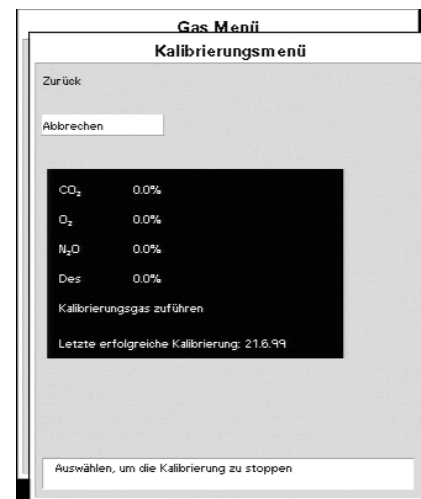 Gas Menü
Kalibrierungsmenü
Zurück
Abbrechen
CO₂ 0.0%
O₂ 0.0%
N₂O 0.0%
Des 0.0%
Kalibrierungsgas zuführen
Letzte erfolgreiche Kalibrierung: 21.6.99
Auswählen, um die Kalibrierung zu stoppen